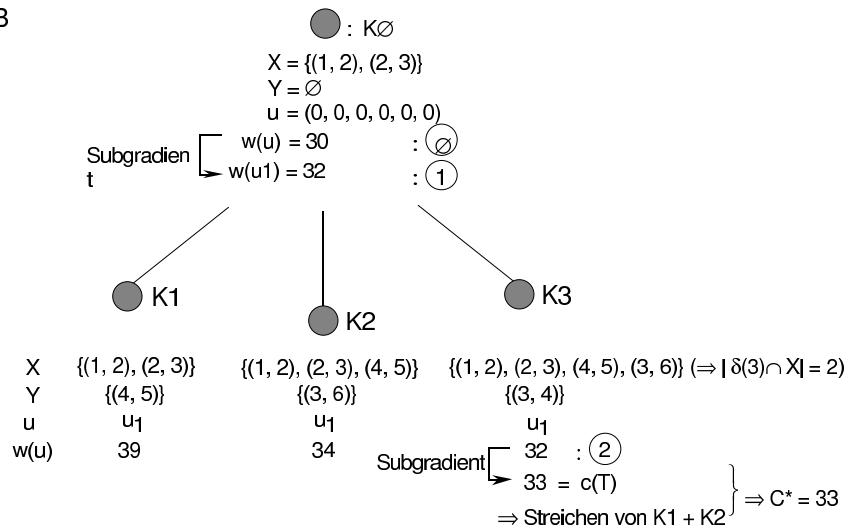 B
: K∅
X = {(1, 2), (2, 3)}
Y = ∅
u = (0, 0, 0, 0, 0, 0)
w(u) = 30 : ∅
Subgradien
t
w(u1) = 32 : 1
K1
K2
K3
X {(1, 2), (2, 3)} {(1, 2), (2, 3), (4, 5)} {(1, 2), (2, 3), (4, 5), (3, 6)} (⇒ | δ(3)∩ X| = 2)
Y {(4, 5)} {(3, 6)} {(3, 4)}
u u1 u1 u1
w(u) 39 34 32 : 2
Subgradient
33 = c(T)
⇒ Streichen von K1 + K2 } ⇒ C* = 33